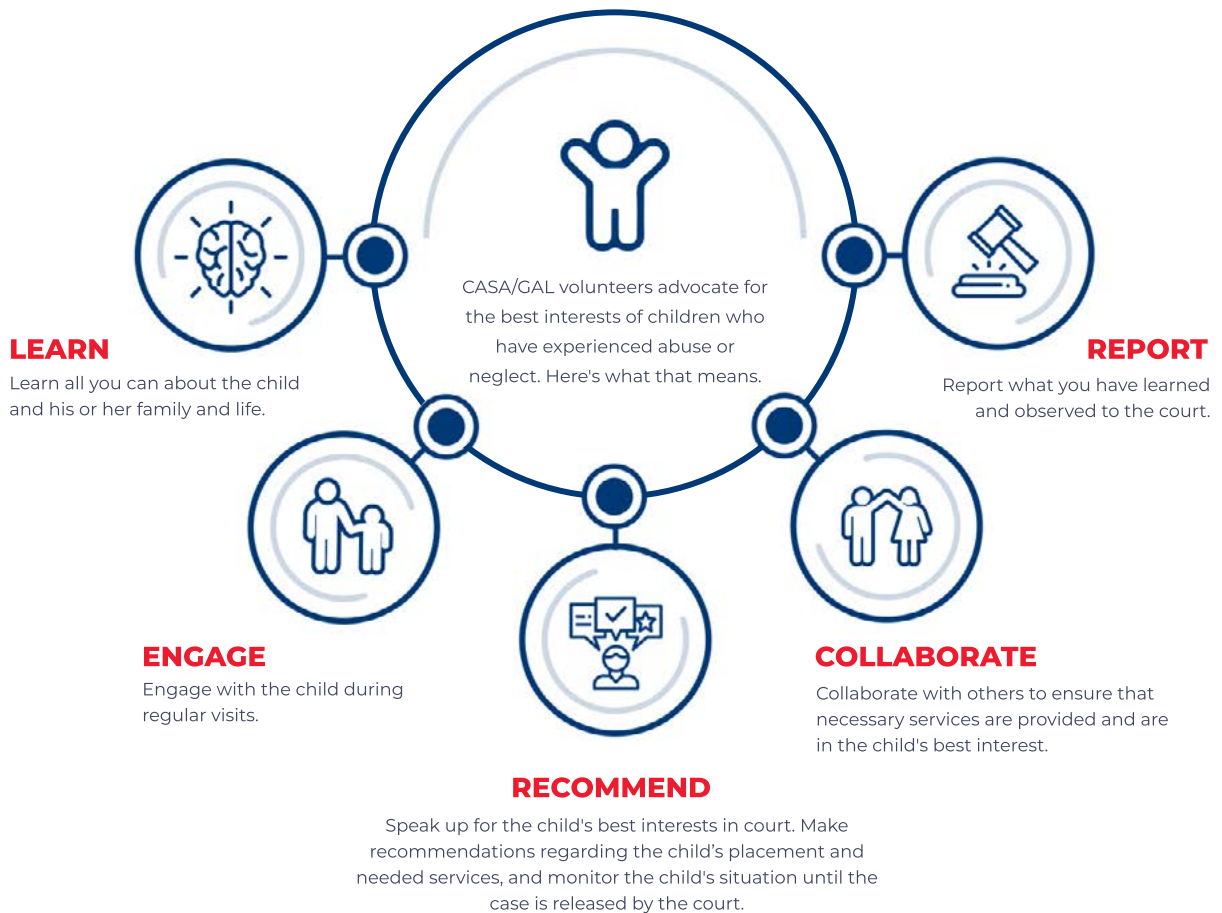 CASA/GAL volunteers advocate for
the best interests of children who
have experienced abuse or
neglect. Here's what that means.
LEARN
Learn all you can about the child
and his or her family and life.
ENGAGE
Engage with the child during
regular visits.
RECOMMEND
Speak up for the child's best interests in court. Make
recommendations regarding the child’s placement and
needed services, and monitor the child's situation until the
case is released by the court.
COLLABORATE
Collaborate with others to ensure that
necessary services are provided and are
in the child's best interest.
REPORT
Report what you have learned
and observed to the court.